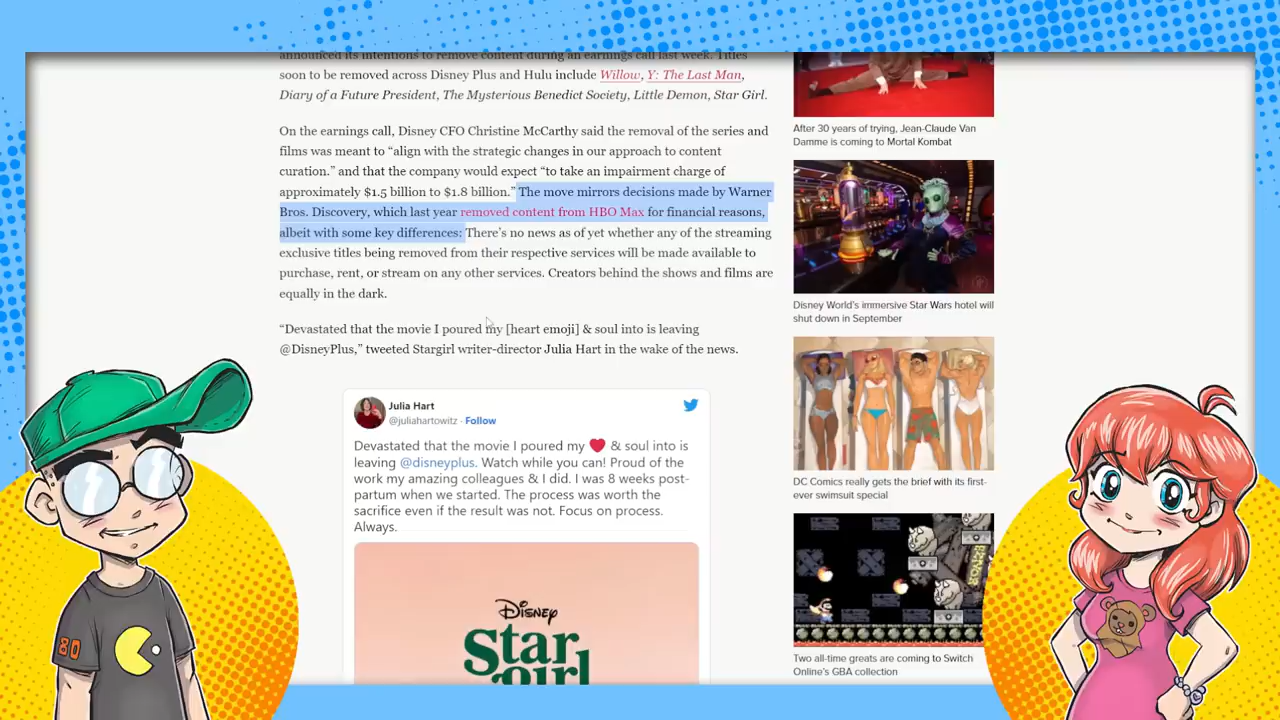 announced its intentions to remove content during an earnings call last week. Titles
soon to be removed across Disney Plus and Hulu include Willow, Y: The Last Man,
Diary of a Future President, The Mysterious Benedict Society, Little Demon, Star Girl.
On the earnings call, Disney CFO Christine McCarthy said the removal of the series and
films was meant to “align with the strategic changes in our approach to content
curation.” and that the company would expect “to take an impairment charge of
approximately $1.5 billion to $1.8 billion.” The move mirrors decisions made by Warner
Bros. Discovery, which last year removed content from HBO Max for financial reasons,
albeit with some key differences: There’s no news as of yet whether any of the streaming
exclusive titles being removed from their respective services will be made available to
purchase, rent, or stream on any other services. Creators behind the shows and films are
equally in the dark.
“Devastated that the movie I poured my [heart emoji] & soul into is leaving
@DisneyPlus,” tweeted Stargirl writer-director Julia Hart in the wake of the news.
Julia Hart
@juliahartowitz · Follow
Devastated that the movie I poured my ❤️ & soul into is
leaving @disneyplus. Watch while you can! Proud of the
work my amazing colleagues & I did. I was 8 weeks post-
partum when we started. The process was worth the
sacrifice even if the result was not. Focus on process.
Always.
Disney
Star
girl
After 30 years of trying, Jean-Claude Van
Damme is coming to Mortal Kombat
Disney World’s immersive Star Wars hotel will
shut down in September
DC Comics really gets the brief with its first-
ever swimsuit special
Two all-time greats are coming to Switch
Online’s GBA collection
80